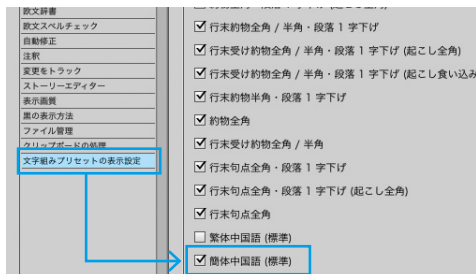 欧文辞書
欧文スペルチェック
自動修正
注釈
変更をトラック
ストーリーエディター
表示画質
黒の表示方法
ファイル管理
クリップボードの処理
文字組みプリセットの表示設定
行末約物全角 / 半角・段落 1 字下げ
行末受け約物全角 / 半角・段落 1 字下げ (起こし全角)
行末受け約物全角 / 半角・段落 1 字下げ (起こし食い込み
行末約物半角・段落 1 字下げ
約物全角
行末受け約物全角 / 半角
行末句点全角・段落 1 字下げ
行末句点全角・段落 1 字下げ (起こし全角)
行末句点全角
繁体中国語 (標準)
簡体中国語 (標準)